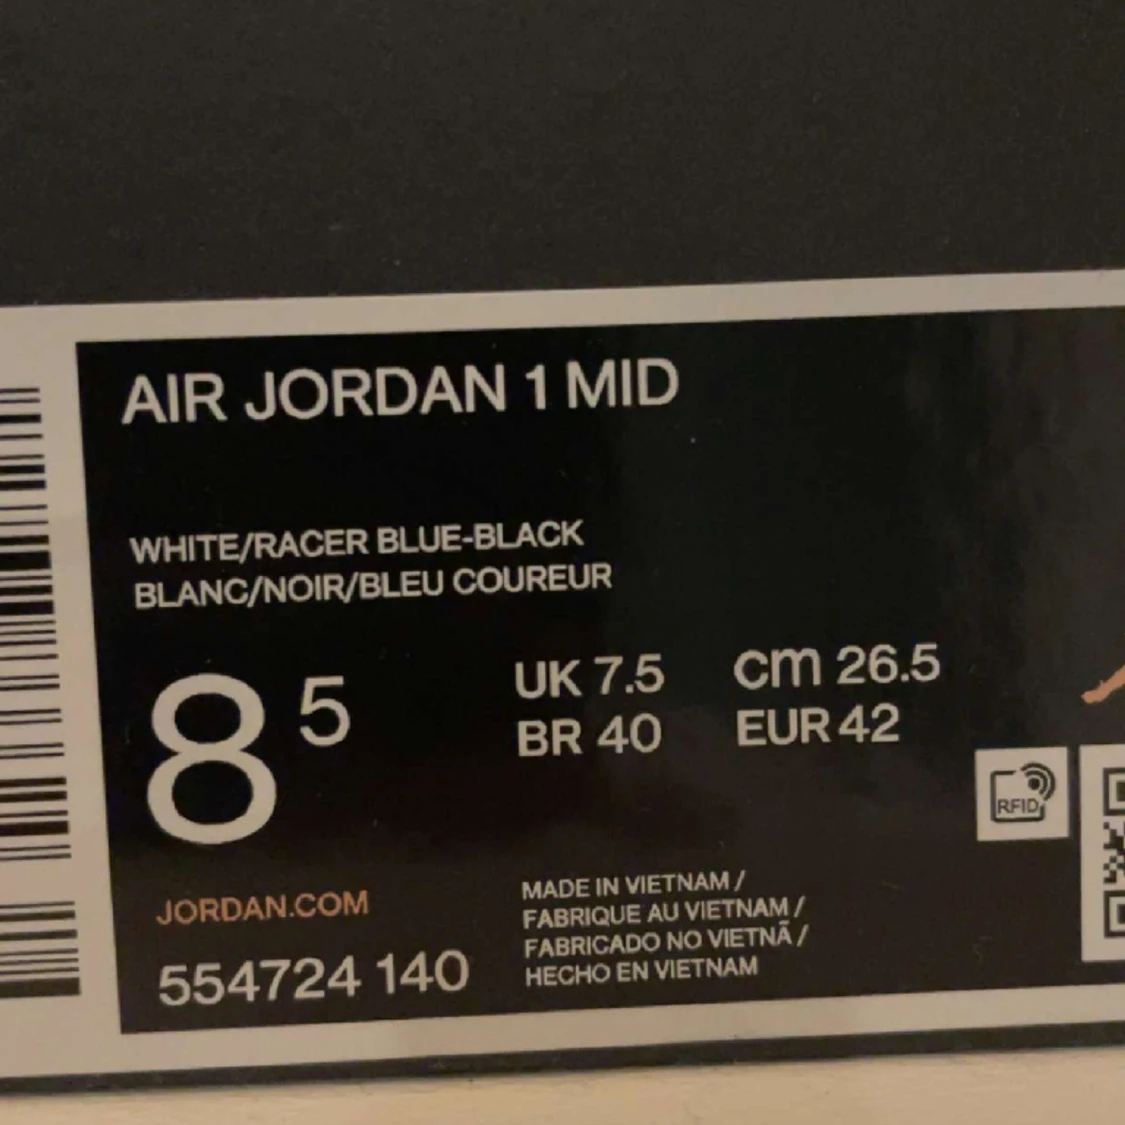 AIR JORDAN 1 MID
WHITE/RACER BLUE-BLACK
BLANC/NOIR/BLEU COUREUR
8 5
UK 7.5 cm 26.5
BR 40 EUR 42
RFID
JORDAN.COM
554724 140
MADE IN VIETNAM /
FABRIQUE AU VIETNAM /
FABRICADO NO VIETNÃ /
HECHO EN VIETNAM